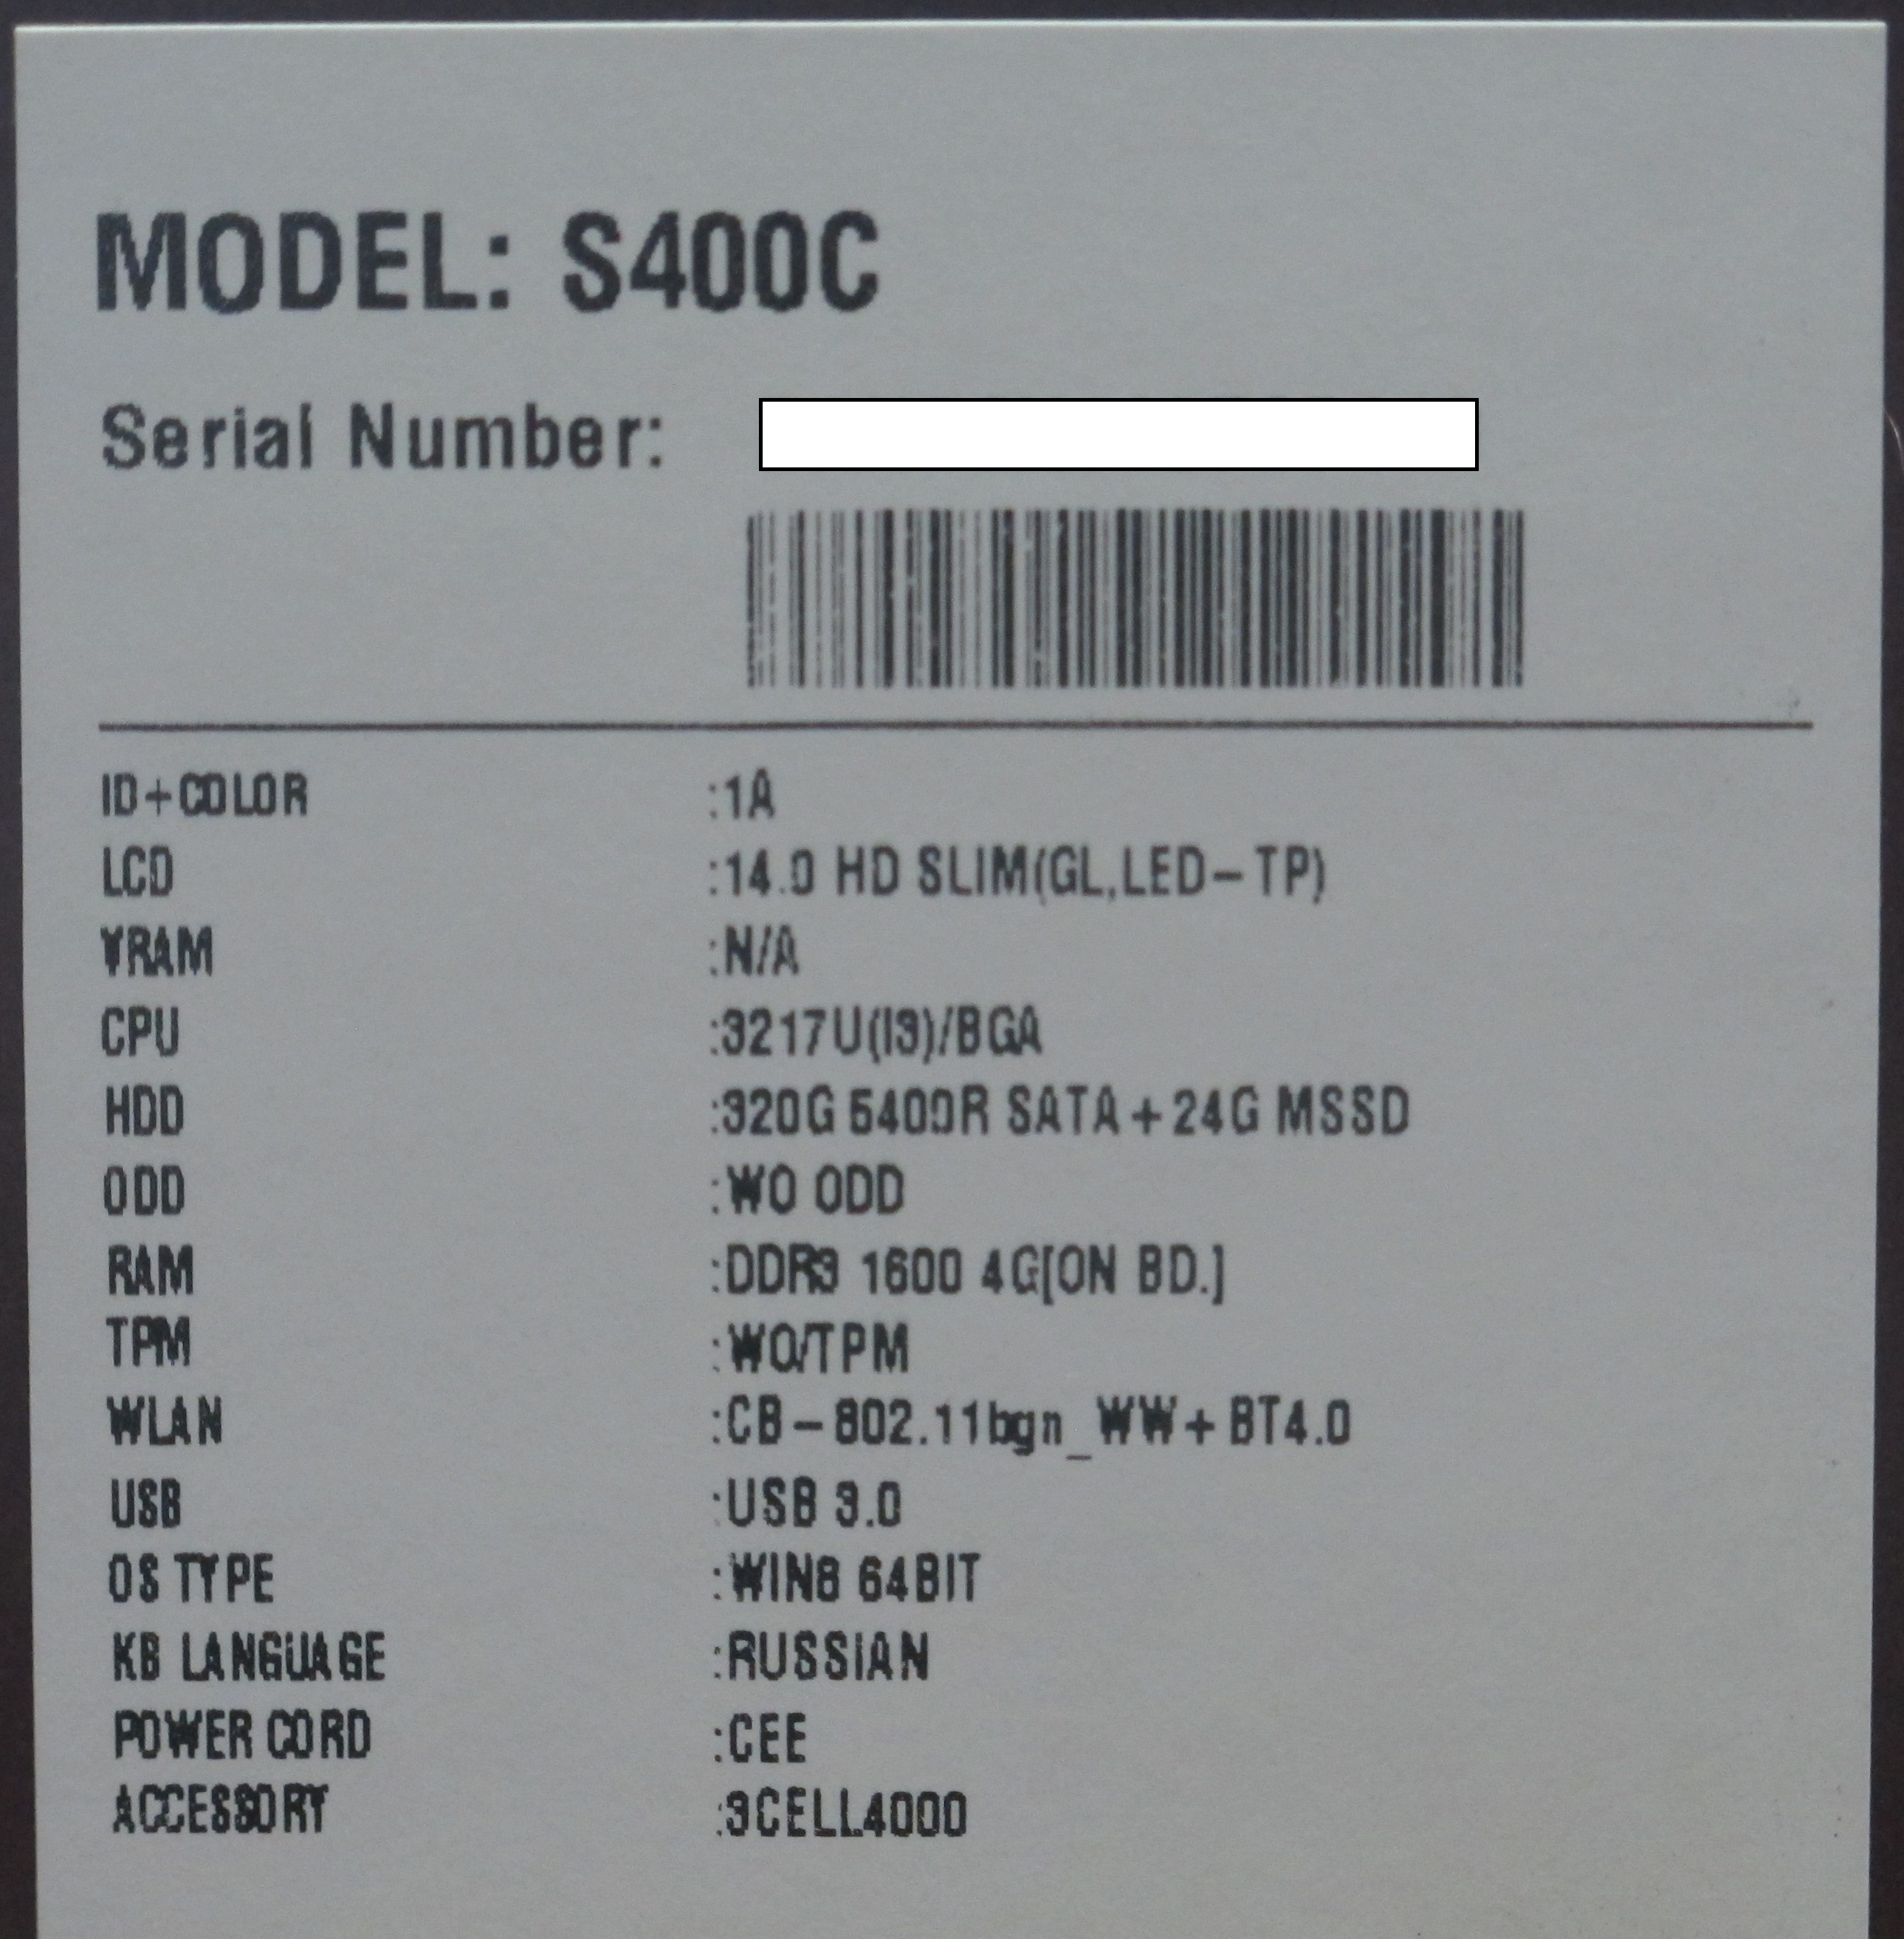 MODEL: S400C
Serial Number:
ID+COLOR :1A
LCD :14.0 HD SLIM(GL,LED-TP)
VRAM :N/A
CPU :3217U(I3)/BGA
HDD :320G 5400R SATA+24G MSSD
ODD :WO ODD
RAM :DDR3 1600 4G[ON BD.]
TPM :WO/TPM
WLAN :CB-802.11bgn_WW+BT4.0
USB :USB 3.0
OS TYPE :WIN8 64BIT
KB LANGUAGE :RUSSIAN
POWER CORD :CEE
ACCESSORY :3CELL4000